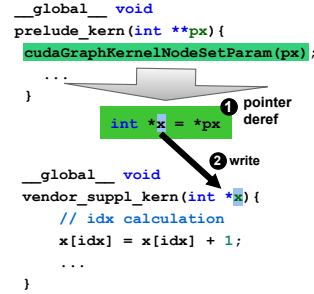 __global__ void
prelude_kern(int **px){
cudaGraphKernelNodeSetParam(px);
...
}
1 pointer
deref
int *x = *px
2 write
__global__ void
vendor_suppl_kern(int *x){
// idx calculation
x[idx] = x[idx] + 1;
...
}